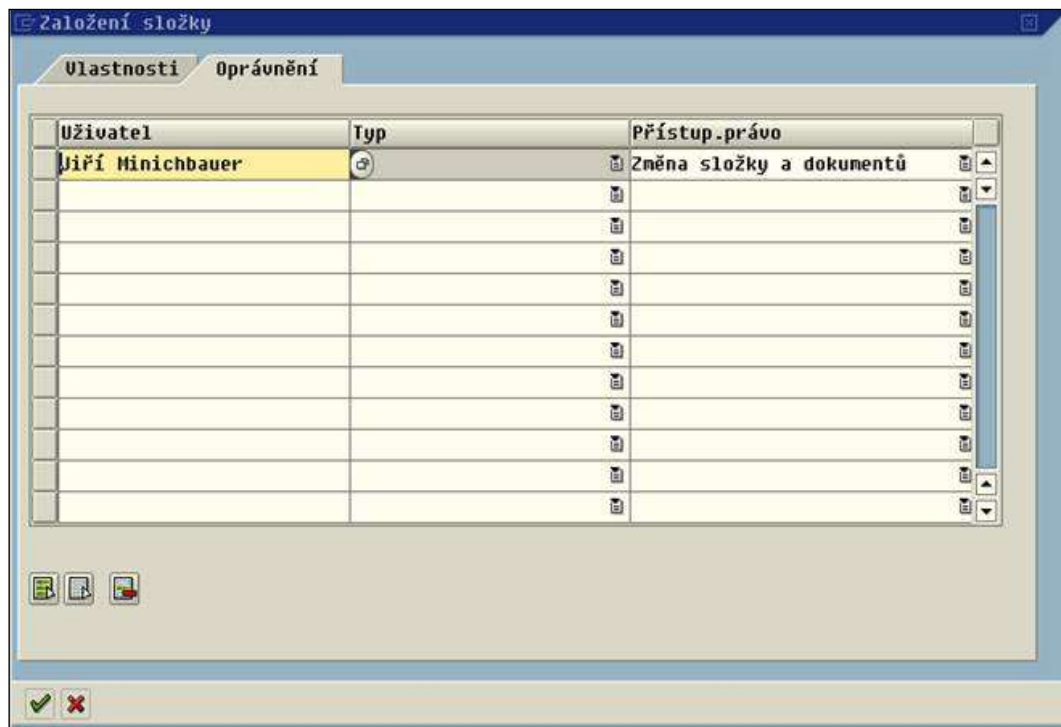 Založení složky
Vlastnosti Oprávnění
Uživatel Typ Přístup.právo
Jiří Minichbauer Změna složky a dokumentů